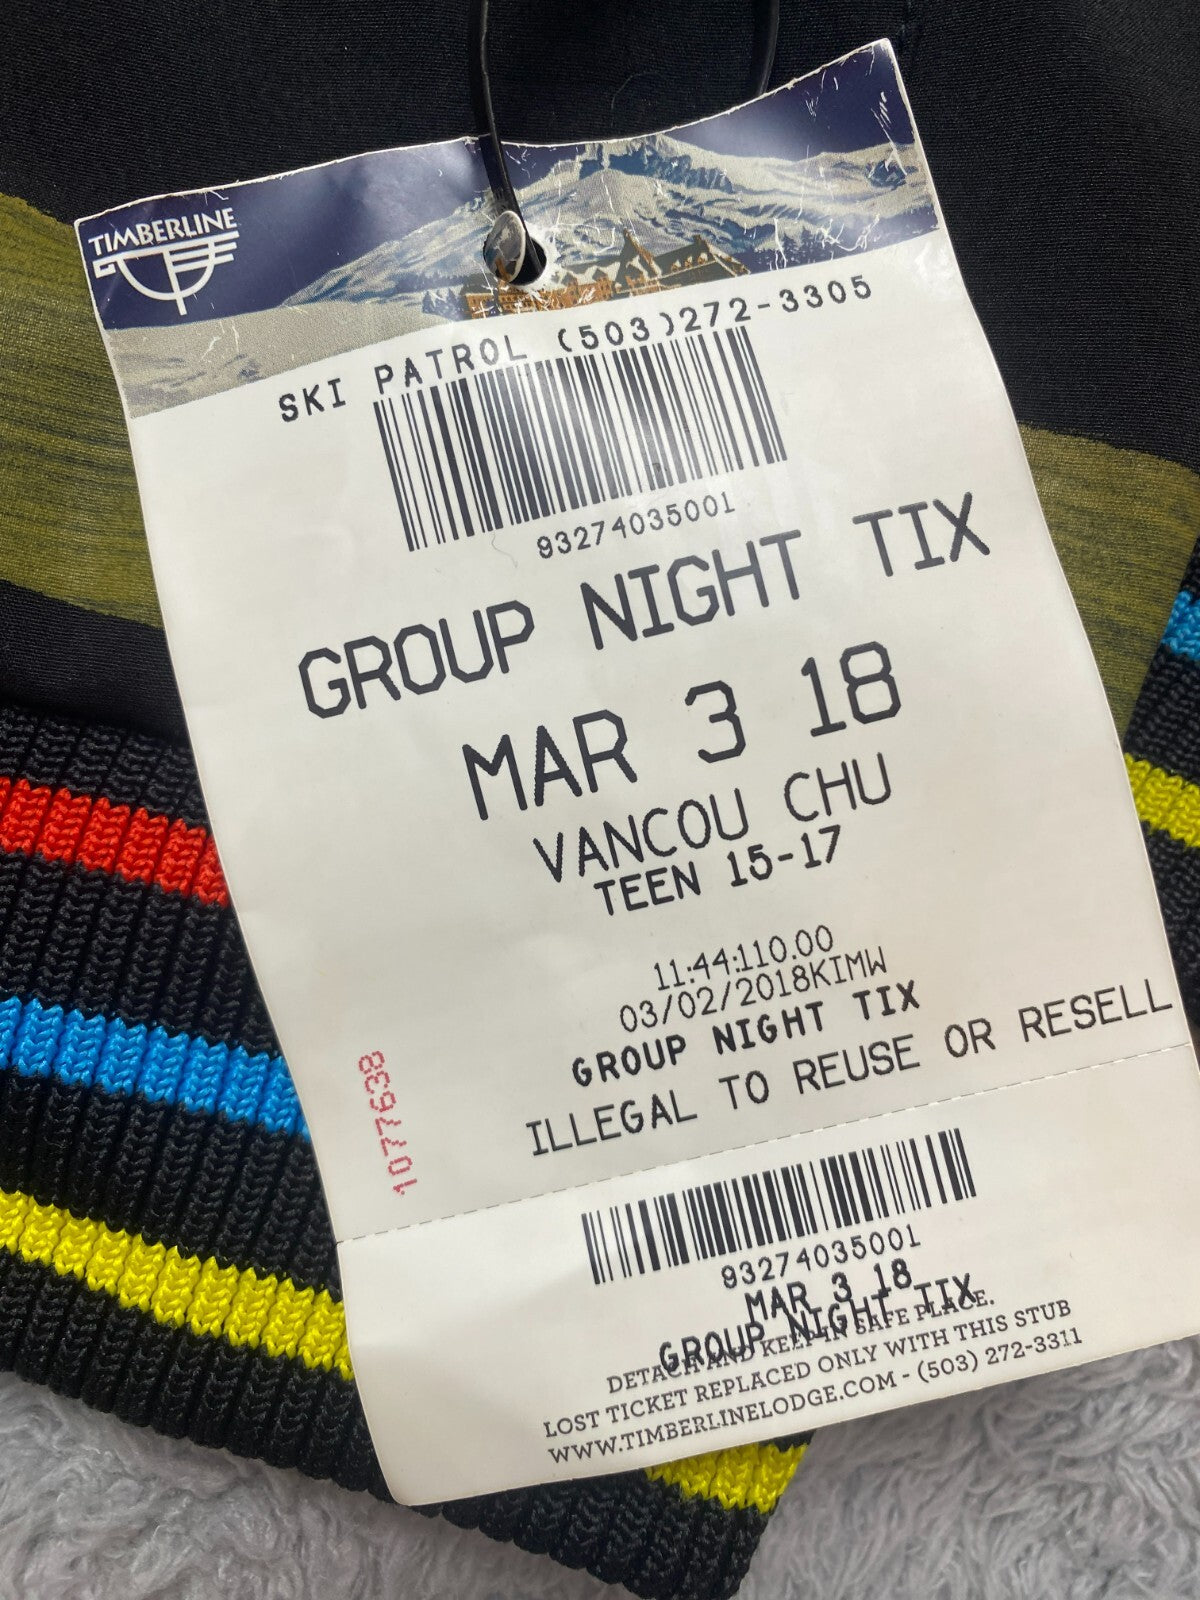 TIMBERLINE
SKI PATROL (503)272-3305
93274035001
GROUP NIGHT TIX
MAR 3 18
VANCOU CHU
TEEN 15-17
11:44:110.00
03/02/2018KIMW
GROUP NIGHT TIX
ILLEGAL TO REUSE OR RESELL
1077638
93274035001
MAR 3 18
GROUP NIGHT TIX
DETACH AND KEEP IN SAFE PLACE.
LOST TICKET REPLACED ONLY WITH THIS STUB
WWW.TIMBERLINELODGE.COM - (503) 272-3311